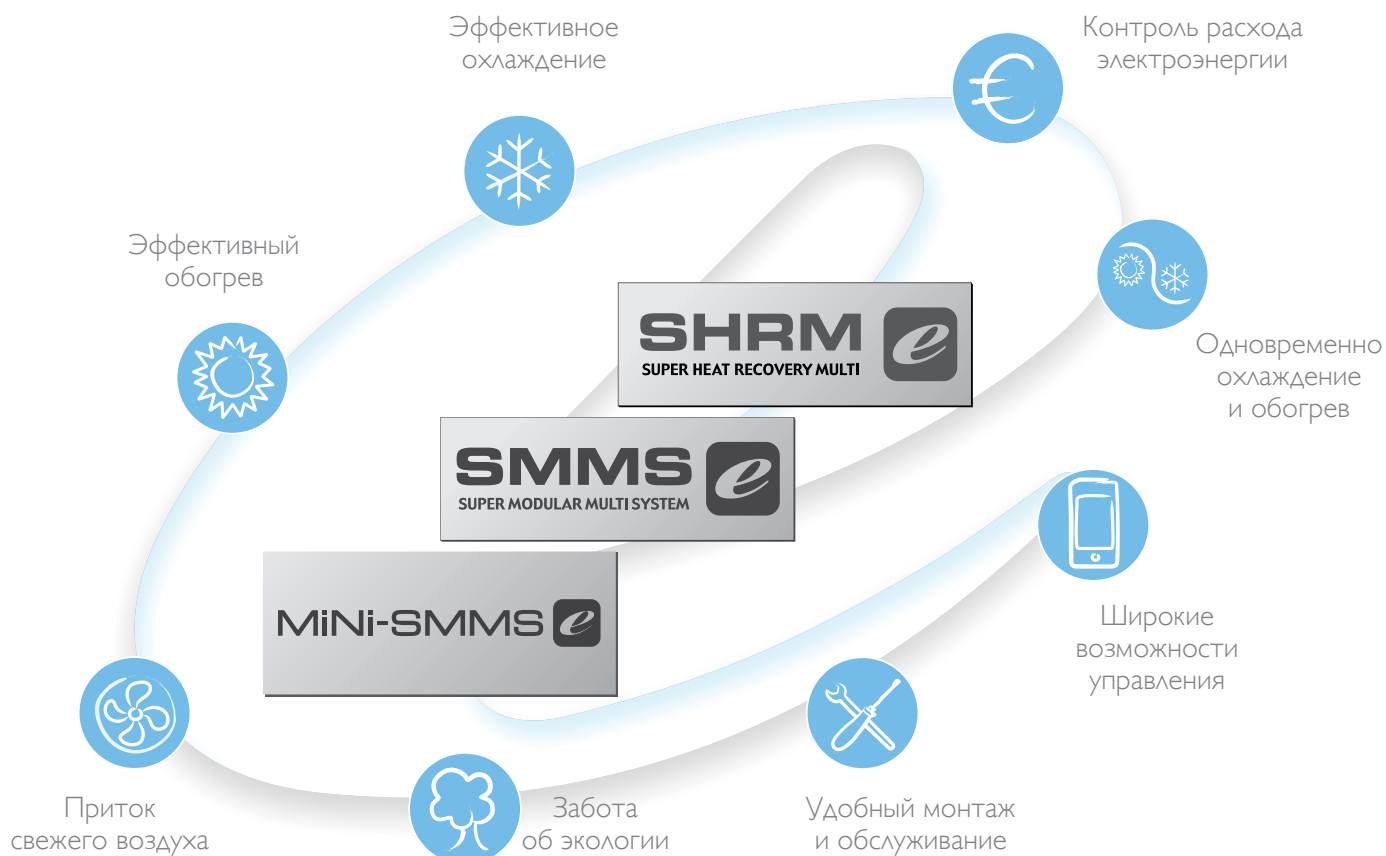 Эффективное
охлаждение
Контроль расхода
электроэнергии
Эффективный
обогрев
SHRM e
SUPER HEAT RECOVERY MULTI
Одновременно
охлаждение
и обогрев
SMMS e
SUPER MODULAR MULTI SYSTEM
MiNi-SMMS e
Широкие
возможности
управления
Приток
свежего воздуха
Забота
об экологии
Удобный монтаж
и обслуживание